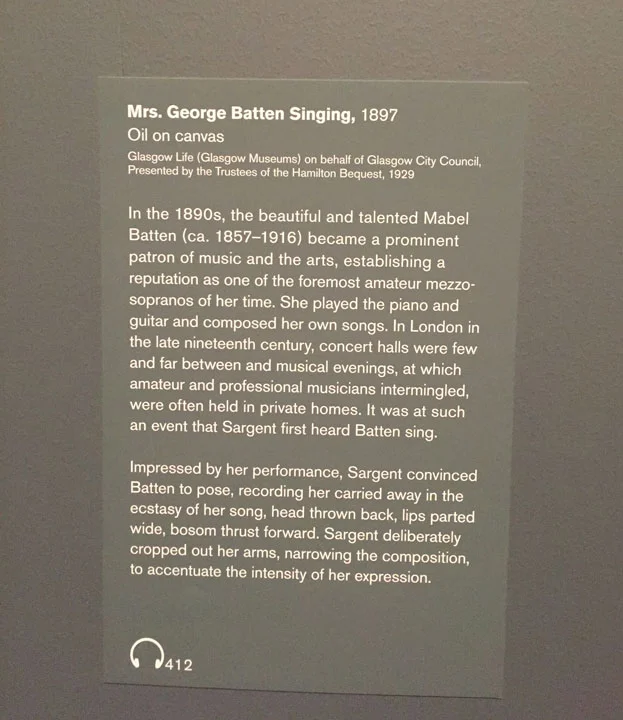 Mrs. George Batten Singing, 1897
Oil on canvas
Glasgow Life (Glasgow Museums) on behalf of Glasgow City Council,
Presented by the Trustees of the Hamilton Bequest, 1929
In the 1890s, the beautiful and talented Mabel
Batten (ca. 1857–1916) became a prominent
patron of music and the arts, establishing a
reputation as one of the foremost amateur mezzo-
sopranos of her time. She played the piano and
guitar and composed her own songs. In London in
the late nineteenth century, concert halls were few
and far between and musical evenings, at which
amateur and professional musicians intermingled,
were often held in private homes. It was at such
an event that Sargent first heard Batten sing.
Impressed by her performance, Sargent convinced
Batten to pose, recording her carried away in the
ecstasy of her song, head thrown back, lips parted
wide, bosom thrust forward. Sargent deliberately
cropped out her arms, narrowing the composition,
to accentuate the intensity of her expression.
412